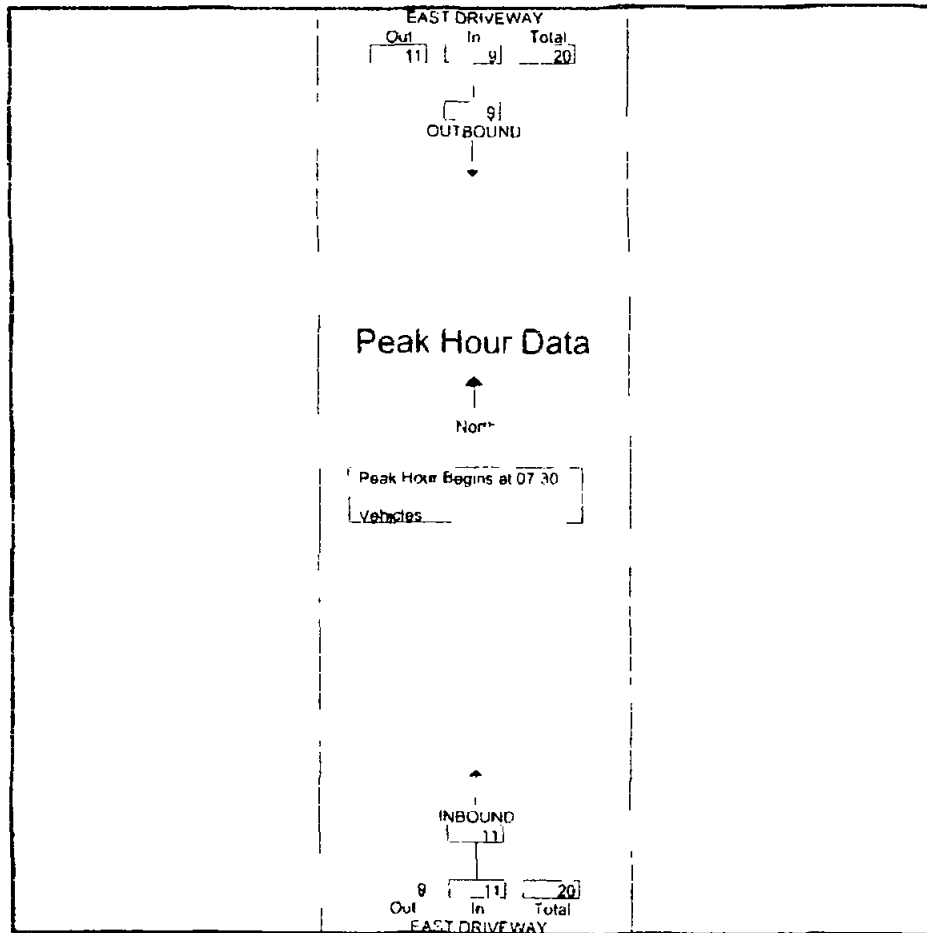 EAST DRIVEWAY
Out In Total
11 9 20
9
OUTBOUND
Peak Hour Data
North
Peak Hour Begins at 07:30
Vehicles
INBOUND
11
9 11 20
Out In Total
EAST DRIVEWAY